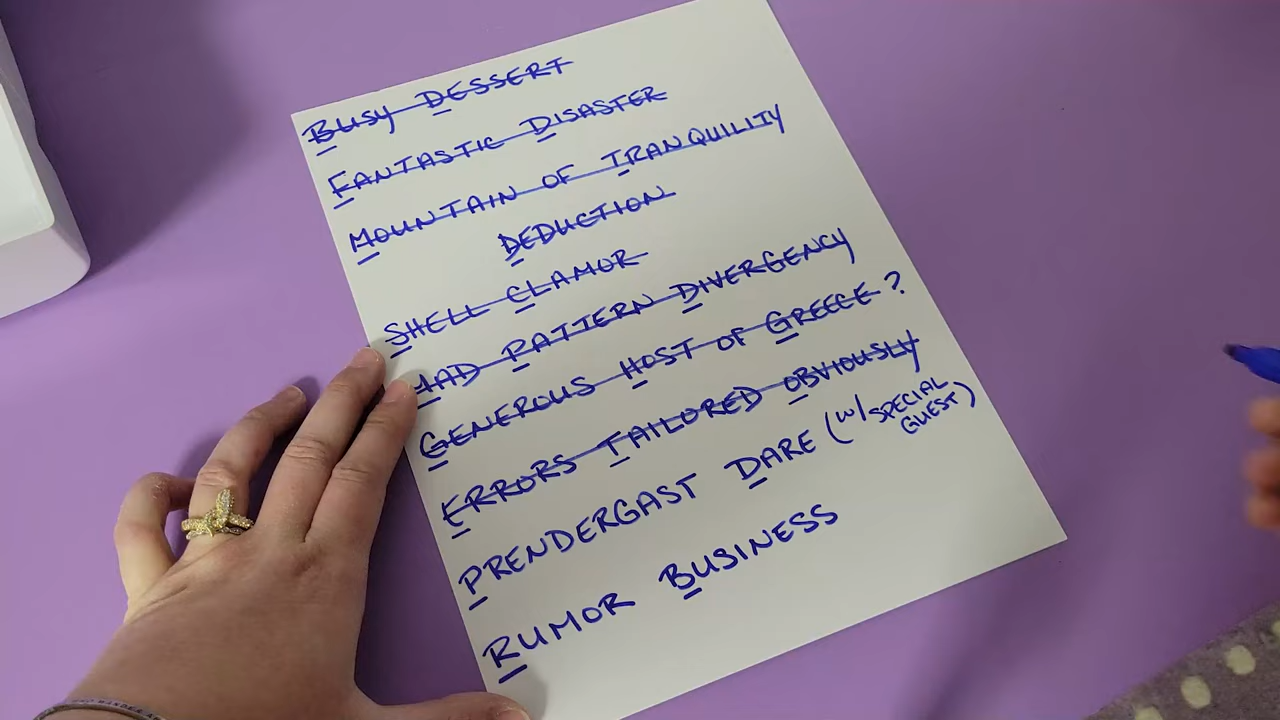 BUSY DESSERT
FANTASTIC DISASTER
MOUNTAIN OF TRANQUILITY
DEDUCTION
SHELL CLAMOR
MAD PATTERN DIVERGENCY
GENEROUS HOST OF GREECE?
ERRORS TAILORED OBVIOUSLY
PRENDERGAST DARE (W/ SPECIAL GUEST)
RUMOR BUSINESS